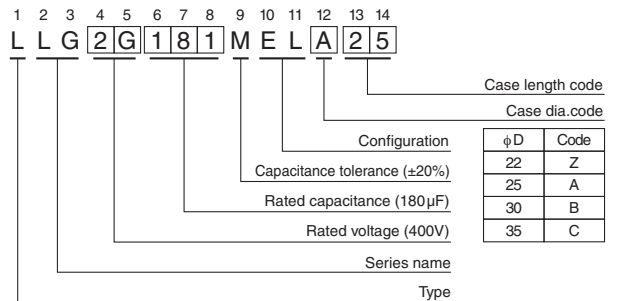 1 2 3 4 5 6 7 8 9 10 11 12 13 14
L L G 2 G 1 8 1 M E L A 2 5
Case length code
Case dia.code
Configuration
Capacitance tolerance (±20%)
Rated capacitance (180µF)
Rated voltage (400V)
Series name
Type
ϕD Code
22 Z
25 A
30 B
35 C